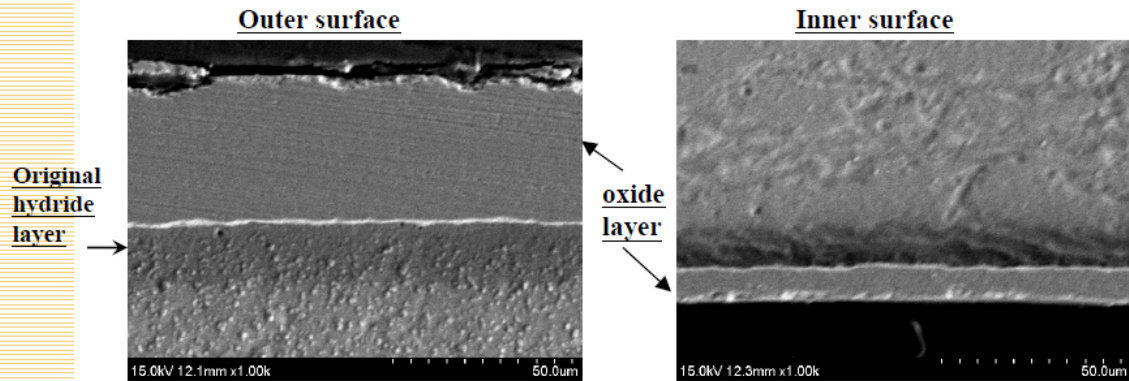 Outer surface
Inner surface
Original
hydride
layer
oxide
layer
15.0kV 12.1mm x1.00k
50.0um
15.0kV 12.3mm x1.00k
50.0um